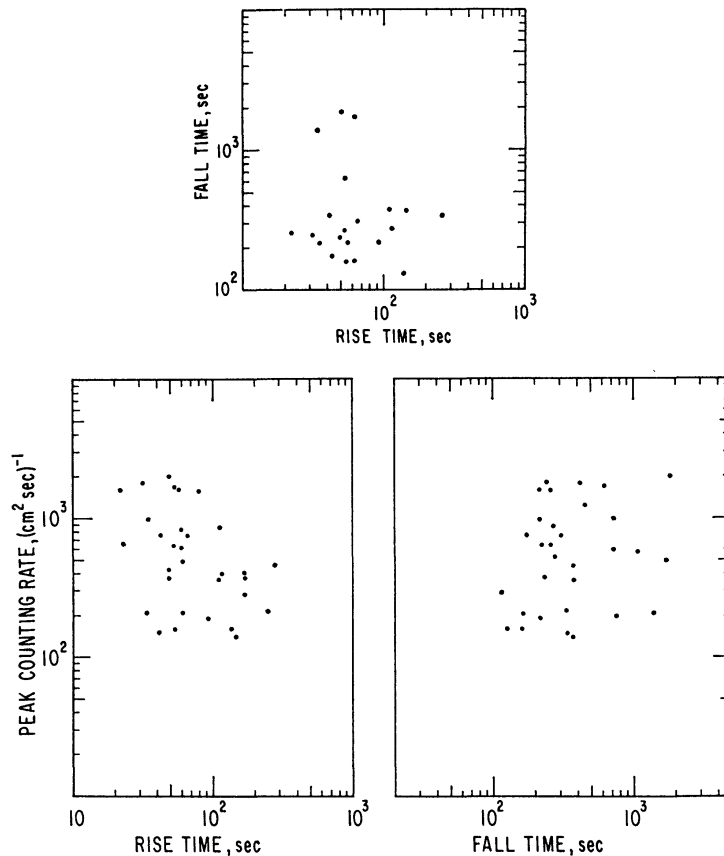 FALL TIME, sec
10³
10²
10²
10³
RISE TIME, sec
PEAK COUNTING RATE, (cm² sec)⁻¹
10³
10²
10
10²
10³
RISE TIME, sec
10²
10³
FALL TIME, sec